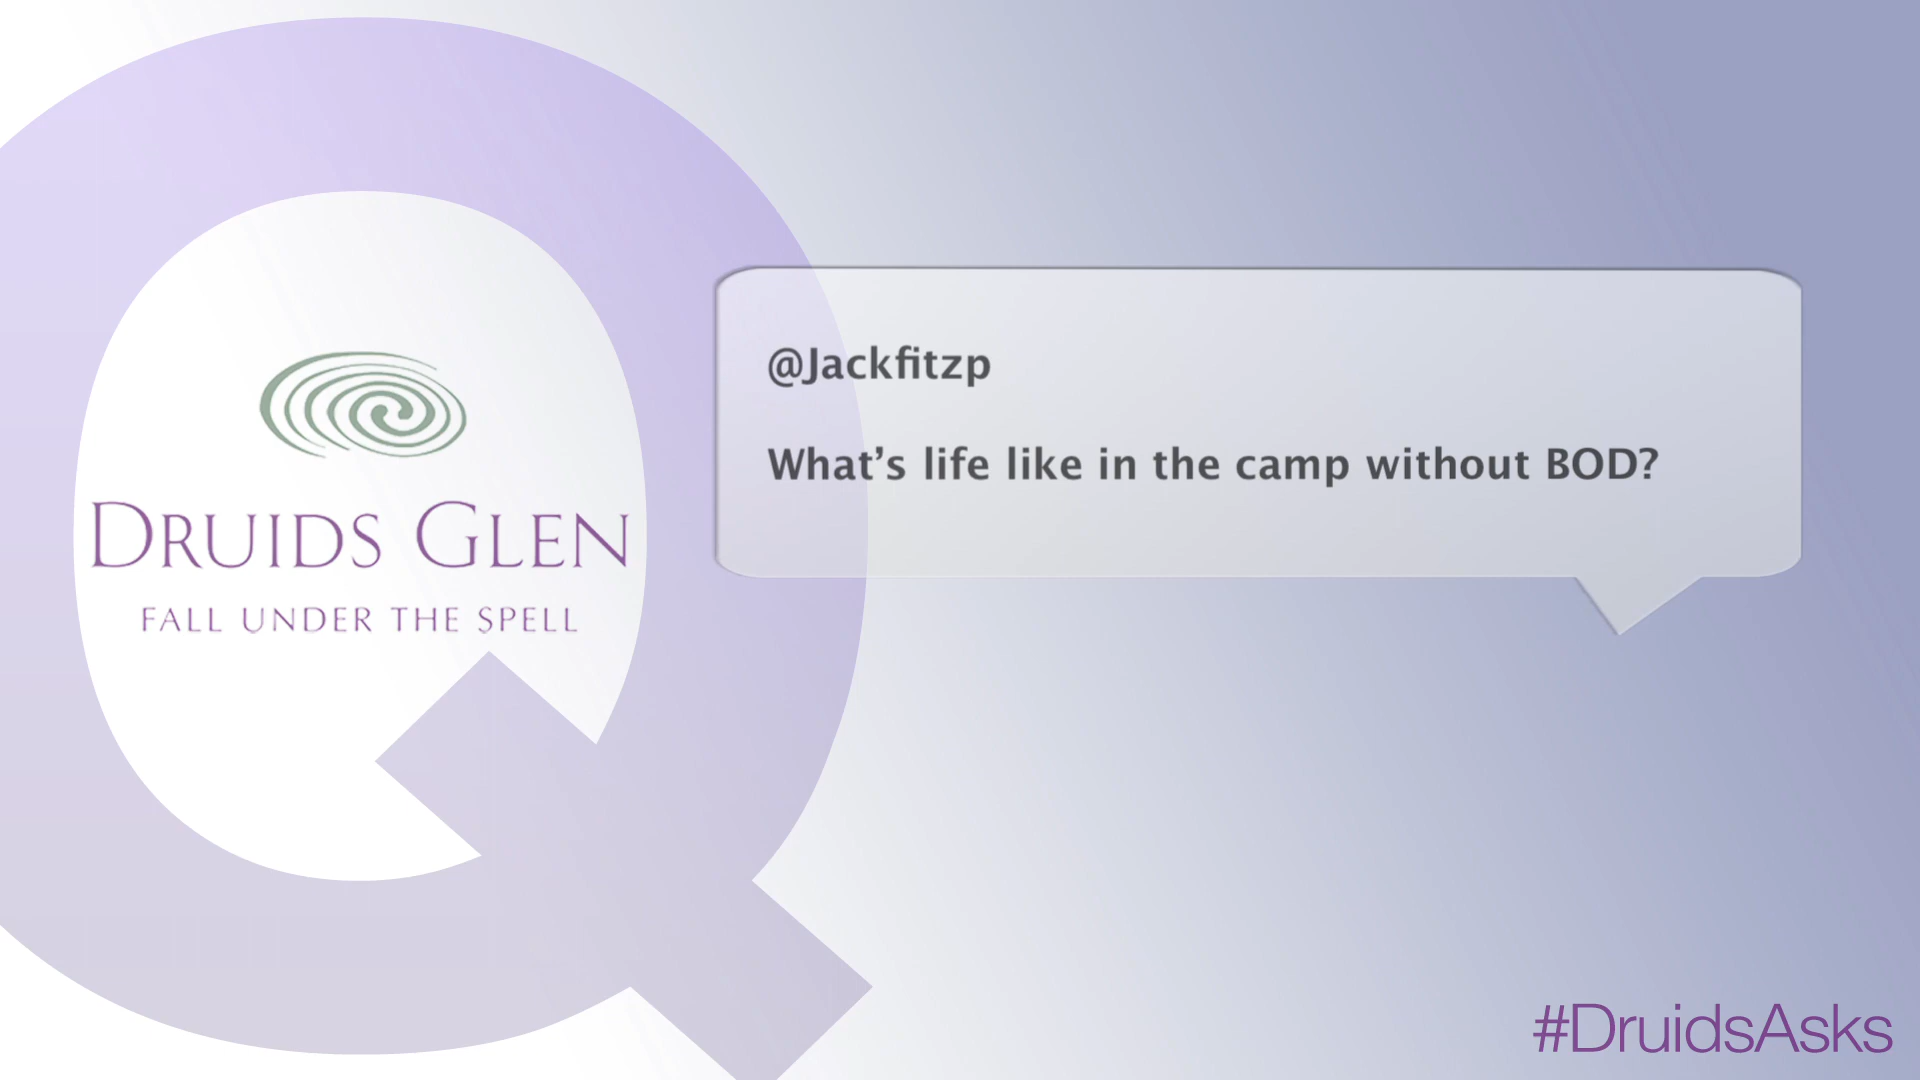 DRUIDS GLEN
FALL UNDER THE SPELL
@Jackfitzp
What's life like in the camp without BOD?
#DruidsAsks